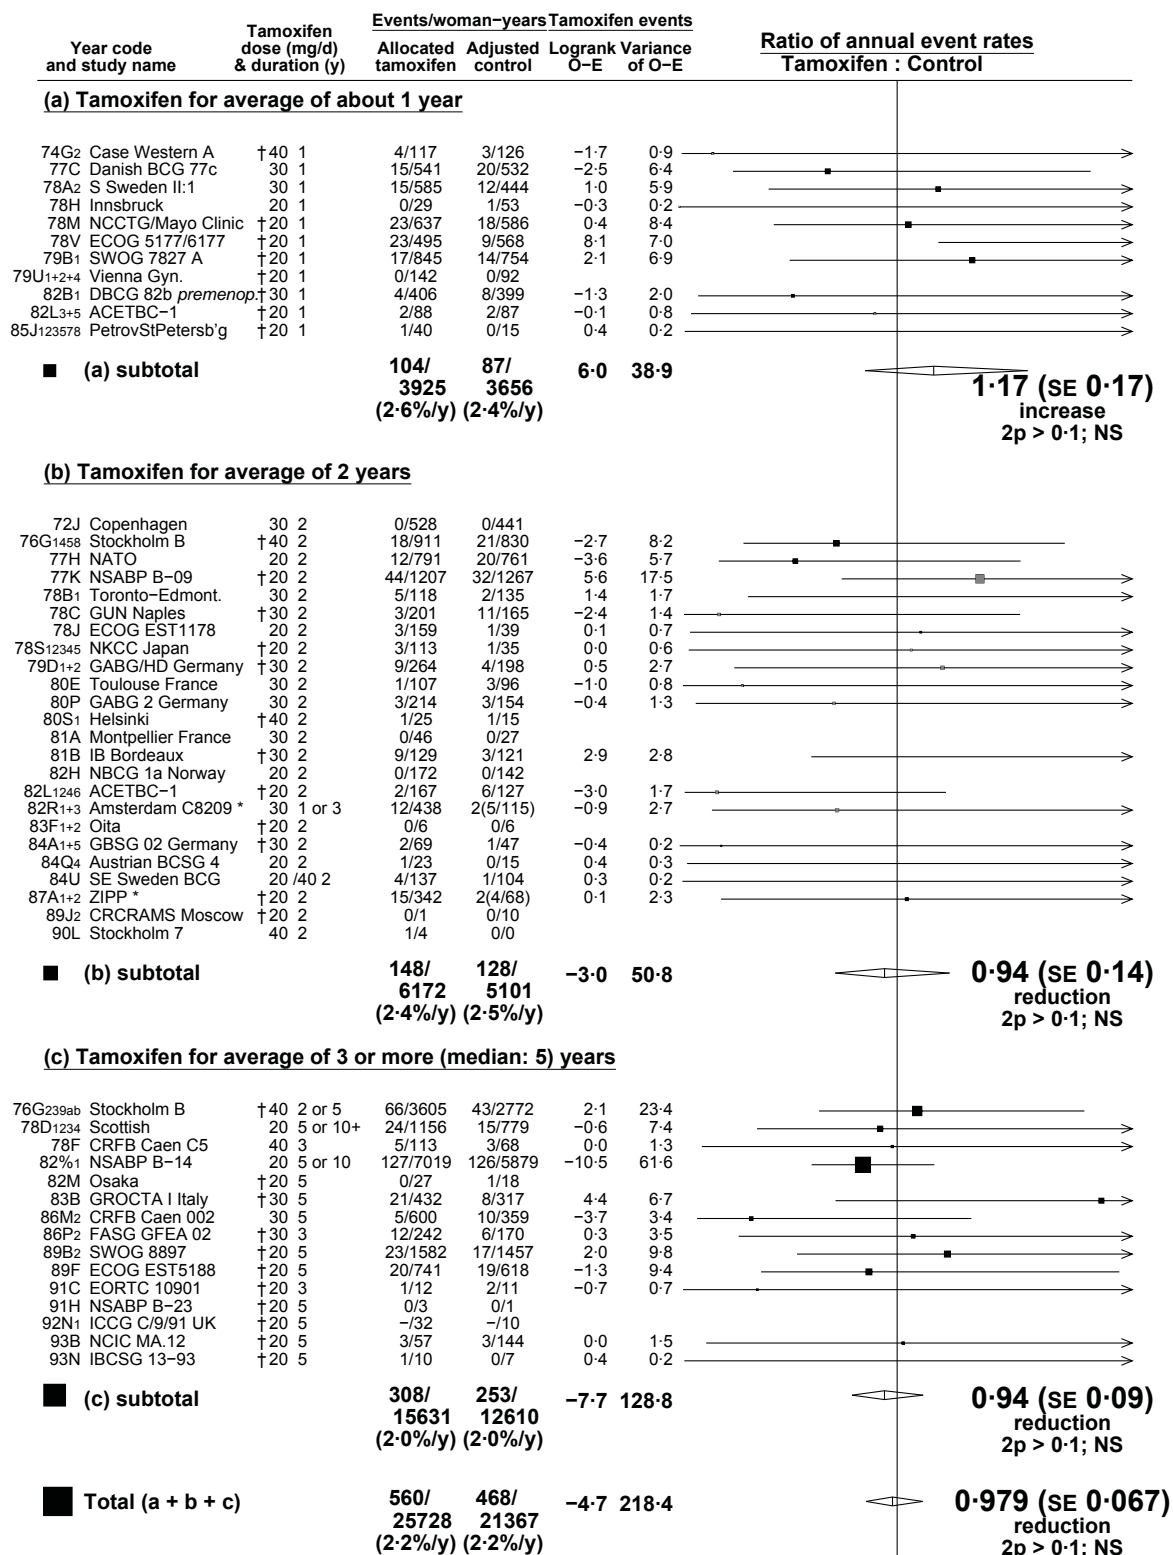 Events/woman−years Tamoxifen events
Year code and study name Tamoxifen dose (mg/d) & duration (y) Allocated tamoxifen Adjusted control Logrank O−E Variance of O−E Ratio of annual event rates Tamoxifen : Control
(a) Tamoxifen for average of about 1 year
74G2 Case Western A †40 1 4/117 3/126 −1·7 0·9
77C Danish BCG 77c 30 1 15/541 20/532 −2·5 6·4
78A2 S Sweden II:1 30 1 15/585 12/444 1·0 5·9
78H Innsbruck 20 1 0/29 1/53 −0·3 0·2
78M NCCTG/Mayo Clinic †20 1 23/637 18/586 0·4 8·4
78V ECOG 5177/6177 †20 1 23/495 9/568 8·1 7·0
79B1 SWOG 7827 A †20 1 17/845 14/754 2·1 6·9
79U1+2+4 Vienna Gyn. †20 1 0/142 0/92
82B1 DBCG 82b premenop. †30 1 4/406 8/399 −1·3 2·0
82L3+5 ACETBC−1 †20 1 2/88 2/87 −0·1 0·8
85J123578 PetrovStPetersb'g †20 1 1/40 0/15 0·4 0·2
(a) subtotal 104/ 87/ 6·0 38·9
3925 3656 1·17 (SE 0·17)
(2·6%/y) (2·4%/y) increase
2p > 0·1; NS
(b) Tamoxifen for average of 2 years
72J Copenhagen 30 2 0/528 0/441
76G1458 Stockholm B †40 2 18/911 21/830 −2·7 8·2
77H NATO 20 2 12/791 20/761 −3·6 5·7
77K NSABP B−09 †20 2 44/1207 32/1267 5·6 17·5
78B1 Toronto−Edmont. 30 2 5/118 2/135 1·4 1·7
78C GUN Naples †30 2 3/201 11/165 −2·4 1·4
78J ECOG EST1178 20 2 3/159 1/39 0·1 0·7
78S12345 NKCC Japan †20 2 3/113 1/35 0·0 0·6
79D1+2 GABG/HD Germany †30 2 9/264 4/198 0·5 2·7
80E Toulouse France 30 2 1/107 3/96 −1·0 0·8
80P GABG 2 Germany 30 2 3/214 3/154 −0·4 1·3
80S1 Helsinki †40 2 1/25 1/15
81A Montpellier France 30 2 0/46 0/27
81B IB Bordeaux †30 2 9/129 3/121 2·9 2·8
82H NBCG 1a Norway 20 2 0/172 0/142
82L1246 ACETBC−1 †20 2 2/167 6/127 −3·0 1·7
82R1+3 Amsterdam C8209 * 30 1 or 3 12/438 2(5/115) −0·9 2·7
83F1+2 Oita †20 2 0/6 0/6
84A1+5 GBSG 02 Germany †30 2 2/69 1/47 −0·4 0·2
84Q4 Austrian BCSG 4 20 2 1/23 0/15 0·4 0·3
84U SE Sweden BCG 20 /40 2 4/137 1/104 0·3 0·2
87A1+2 ZIPP * †20 2 15/342 2(4/68) 0·1 2·3
89J2 CRCRAMS Moscow †20 2 0/1 0/10
90L Stockholm 7 40 2 1/4 0/0
(b) subtotal 148/ 128/ −3·0 50·8 0·94 (SE 0·14)
6172 5101 reduction
(2·4%/y) (2·5%/y) 2p > 0·1; NS
(c) Tamoxifen for average of 3 or more (median: 5) years
76G239ab Stockholm B †40 2 or 5 66/3605 43/2772 2·1 23·4
78D1234 Scottish 20 5 or 10+ 24/1156 15/779 −0·6 7·4
78F CRFB Caen C5 40 3 5/113 3/68 0·0 1·3
82%1 NSABP B−14 20 5 or 10 127/7019 126/5879 −10·5 61·6
82M Osaka †20 5 0/27 1/18
83B GROCTA I Italy †30 5 21/432 8/317 4·4 6·7
86M2 CRFB Caen 002 30 5 5/600 10/359 −3·7 3·4
86P2 FASG GFEA 02 †30 3 12/242 6/170 0·3 3·5
89B2 SWOG 8897 †20 5 23/1582 17/1457 2·0 9·8
89F ECOG EST5188 †20 5 20/741 19/618 −1·3 9·4
91C EORTC 10901 †20 3 1/12 2/11 −0·7 0·7
91H NSABP B−23 †20 5 0/3 0/1
92N1 ICCG C/9/91 UK †20 5 −/32 −/10
93B NCIC MA.12 †20 5 3/57 3/144 0·0 1·5
93N IBCSG 13−93 †20 5 1/10 0/7 0·4 0·2
(c) subtotal 308/ 253/ −7·7 128·8 0·94 (SE 0·09)
15631 12610 reduction
(2·0%/y) (2·0%/y) 2p > 0·1; NS
Total (a + b + c) 560/ 468/ −4·7 218·4 0·979 (SE 0·067)
25728 21367 reduction
(2·2%/y) (2·2%/y) 2p > 0·1; NS